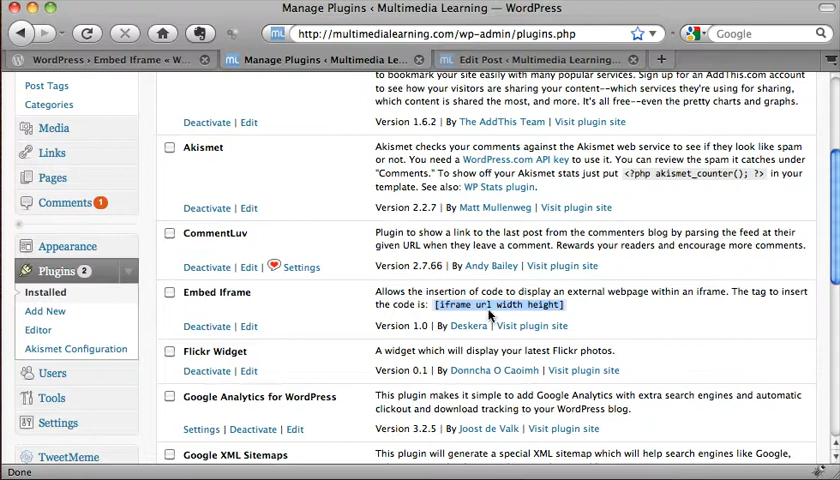 Manage Plugins ‹ Multimedia Learning — WordPress
http://multimedialearning.com/wp-admin/plugins.php
Google
WordPress › Embed Iframe « W...
Manage Plugins ‹ Multimedia Le...
Edit Post ‹ Multimedia Learning...
Post Tags
Categories
Media
Links
Pages
Comments 1
Appearance
Plugins 2
Installed
Add New
Editor
Akismet Configuration
Users
Tools
Settings
TweetMeme
to bookmark your site easily with many popular services. Sign up for an AddThis.com account
to see how your visitors are sharing your content--which services they're using for sharing,
which content is shared the most, and more. It's all free--even the pretty charts and graphs.
Deactivate | Edit
Version 1.6.2 | By The AddThis Team | Visit plugin site
Akismet
Akismet checks your comments against the Akismet web service to see if they look like spam
or not. You need a WordPress.com API key to use it. You can review the spam it catches under
"Comments." To show off your Akismet stats just put <?php akismet_counter(); ?> in your
template. See also: WP Stats plugin.
Deactivate | Edit
Version 2.2.7 | By Matt Mullenweg | Visit plugin site
CommentLuv
Plugin to show a link to the last post from the commenters blog by parsing the feed at their
given URL when they leave a comment. Rewards your readers and encourage more comments.
Deactivate | Edit | Settings
Version 2.7.66 | By Andy Bailey | Visit plugin site
Embed Iframe
Allows the insertion of code to display an external webpage within an iframe. The tag to insert
the code is: [iframe url width height]
Deactivate | Edit
Version 1.0 | By Deskera | Visit plugin site
Flickr Widget
A widget which will display your latest Flickr photos.
Deactivate | Edit
Version 0.1 | By Donncha O Caoimh | Visit plugin site
Google Analytics for WordPress
This plugin makes it simple to add Google Analytics with extra search engines and automatic
clickout and download tracking to your WordPress blog.
Settings | Deactivate | Edit
Version 3.2.5 | By Joost de Valk | Visit plugin site
Google XML Sitemaps
This plugin will generate a special XML sitemap which will help search engines like Google,
Done